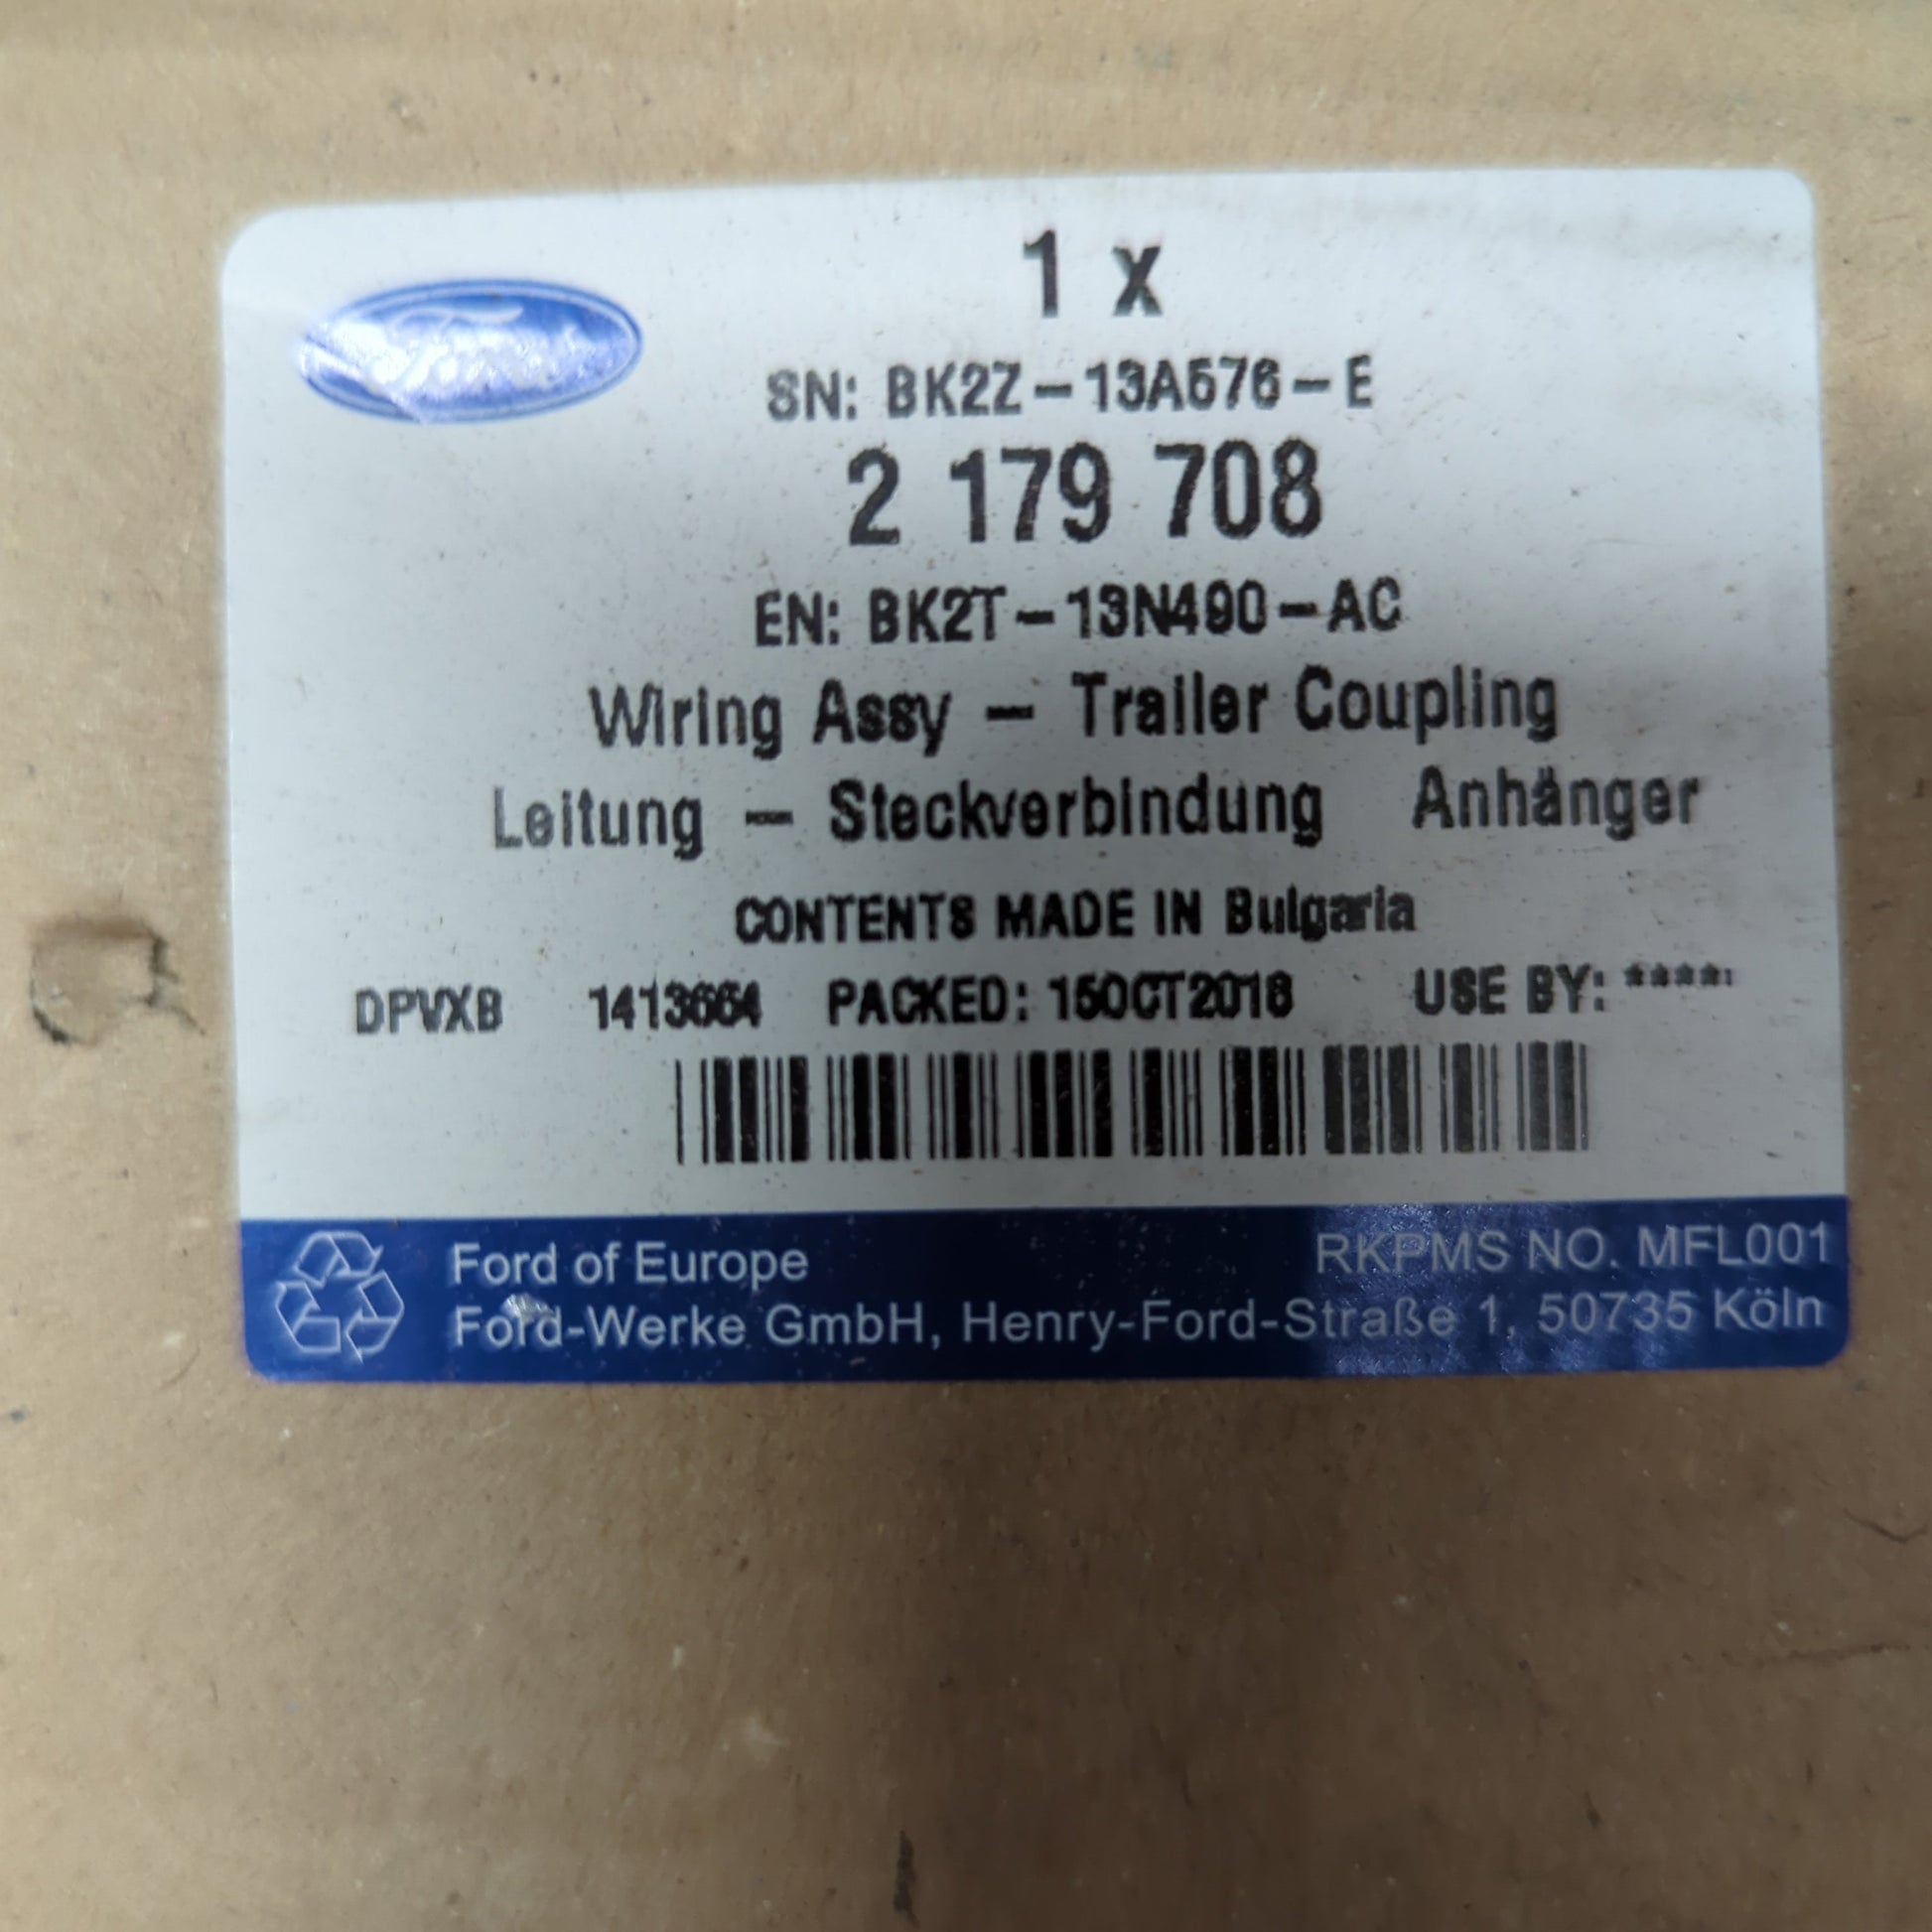 1 x
Ford
SN: BK2Z-13A576-E
2 179 708
EN: BK2T-13N490-AC
Wiring Assy - Trailer Coupling
Leitung - Steckverbindung Anhänger
CONTENTS MADE IN Bulgaria
DPVXB 1413664 PACKED: 15OCT2018 USE BY: ****
Ford of Europe RKPMS NO. MFL001
Ford-Werke GmbH, Henry-Ford-Straße 1, 50735 Köln